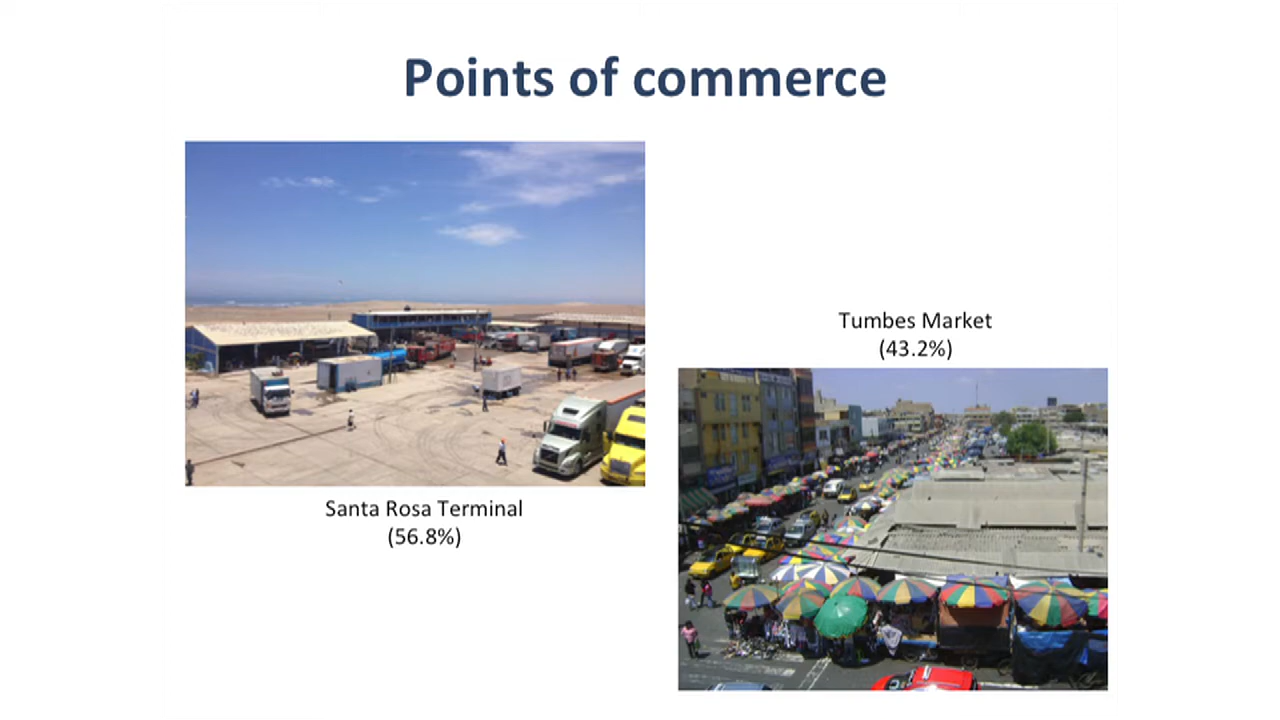 Points of commerce
Santa Rosa Terminal
(56.8%)
Tumbes Market
(43.2%)